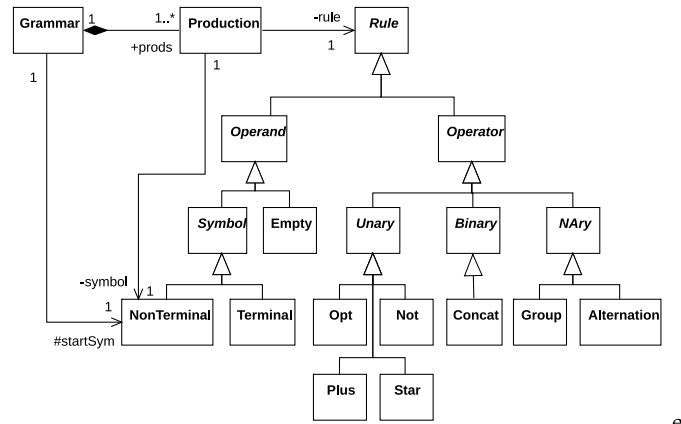 Grammar
1
1..*
+prods
Production
-rule
1
Rule
1
1
Operand
Operator
Symbol
Empty
Unary
Binary
NAry
-symbol
1
1
#startSym
NonTerminal
Terminal
Opt
Not
Concat
Group
Alternation
Plus
Star
e